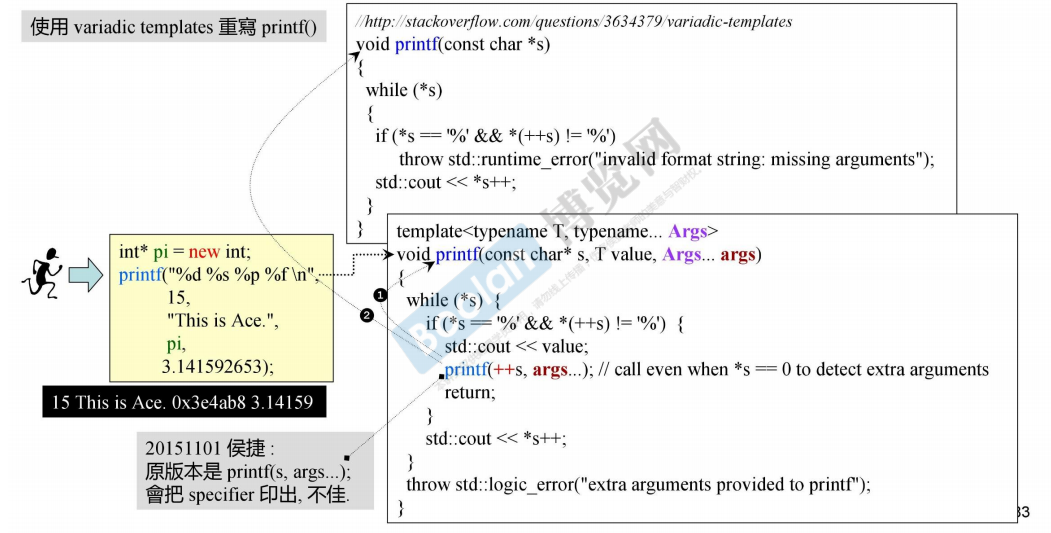 使用 variadic templates 重寫 printf()
//http://stackoverflow.com/questions/3634379/variadic-templates
void printf(const char *s)
{
while (*s)
{
if (*s == '%' && *(++s) != '%')
throw std::runtime_error("invalid format string: missing arguments");
std::cout << *s++;
}
}
template<typename T, typename... Args>
void printf(const char* s, T value, Args... args)
{
while (*s) {
if (*s == '%' && *(++s) != '%') {
std::cout << value;
printf(++s, args...); // call even when *s == 0 to detect extra arguments
return;
}
std::cout << *s++;
}
throw std::logic_error("extra arguments provided to printf");
}
int* pi = new int;
printf("%d %s %p %f \n",
15,
"This is Ace.",
pi,
3.141592653);
❶
❷
15 This is Ace. 0x3e4ab8 3.14159
20151101 侯捷 :
原版本是 printf(s, args...);
會把 specifier 印出, 不佳.
Boolan 博览网
33